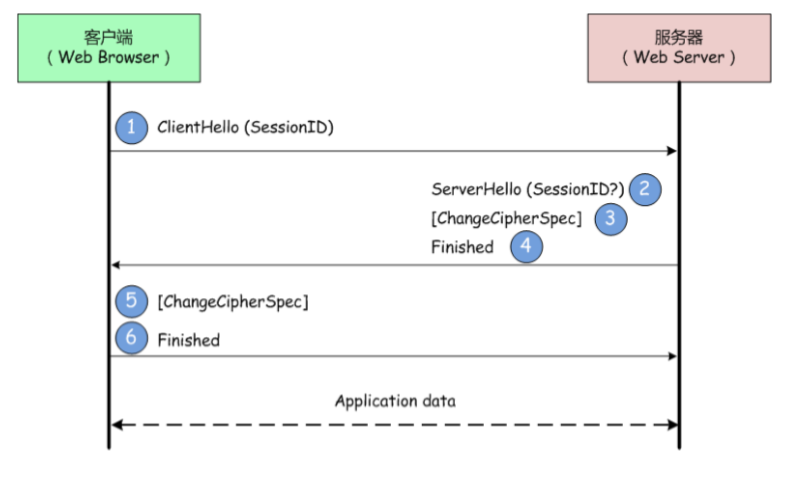 客户端
( Web Browser )
服务器
( Web Server )
1 ClientHello (SessionID)
ServerHello (SessionID?) 2
[ChangeCipherSpec] 3
Finished 4
5 [ChangeCipherSpec]
6 Finished
Application data